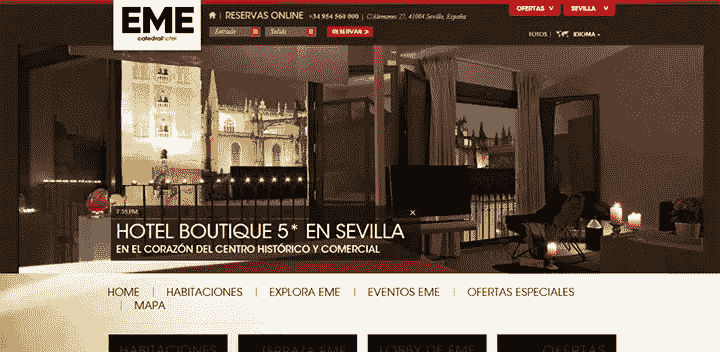 EME
catedralhotel
RESERVAS ONLINE +34 954 560 000 | C/Alemanes 27, 41004 Sevilla, España
Entrada Salida RESERVAR »
OFERTAS SEVILLA
FOTOS | IDIOMA
7:35 PM
HOTEL BOUTIQUE 5* EN SEVILLA
EN EL CORAZÓN DEL CENTRO HISTÓRICO Y COMERCIAL
HOME | HABITACIONES | EXPLORA EME | EVENTOS EME | OFERTAS ESPECIALES
| MAPA
HABITACIONES TERRAZA EME LOBBY DE EME OFERTAS